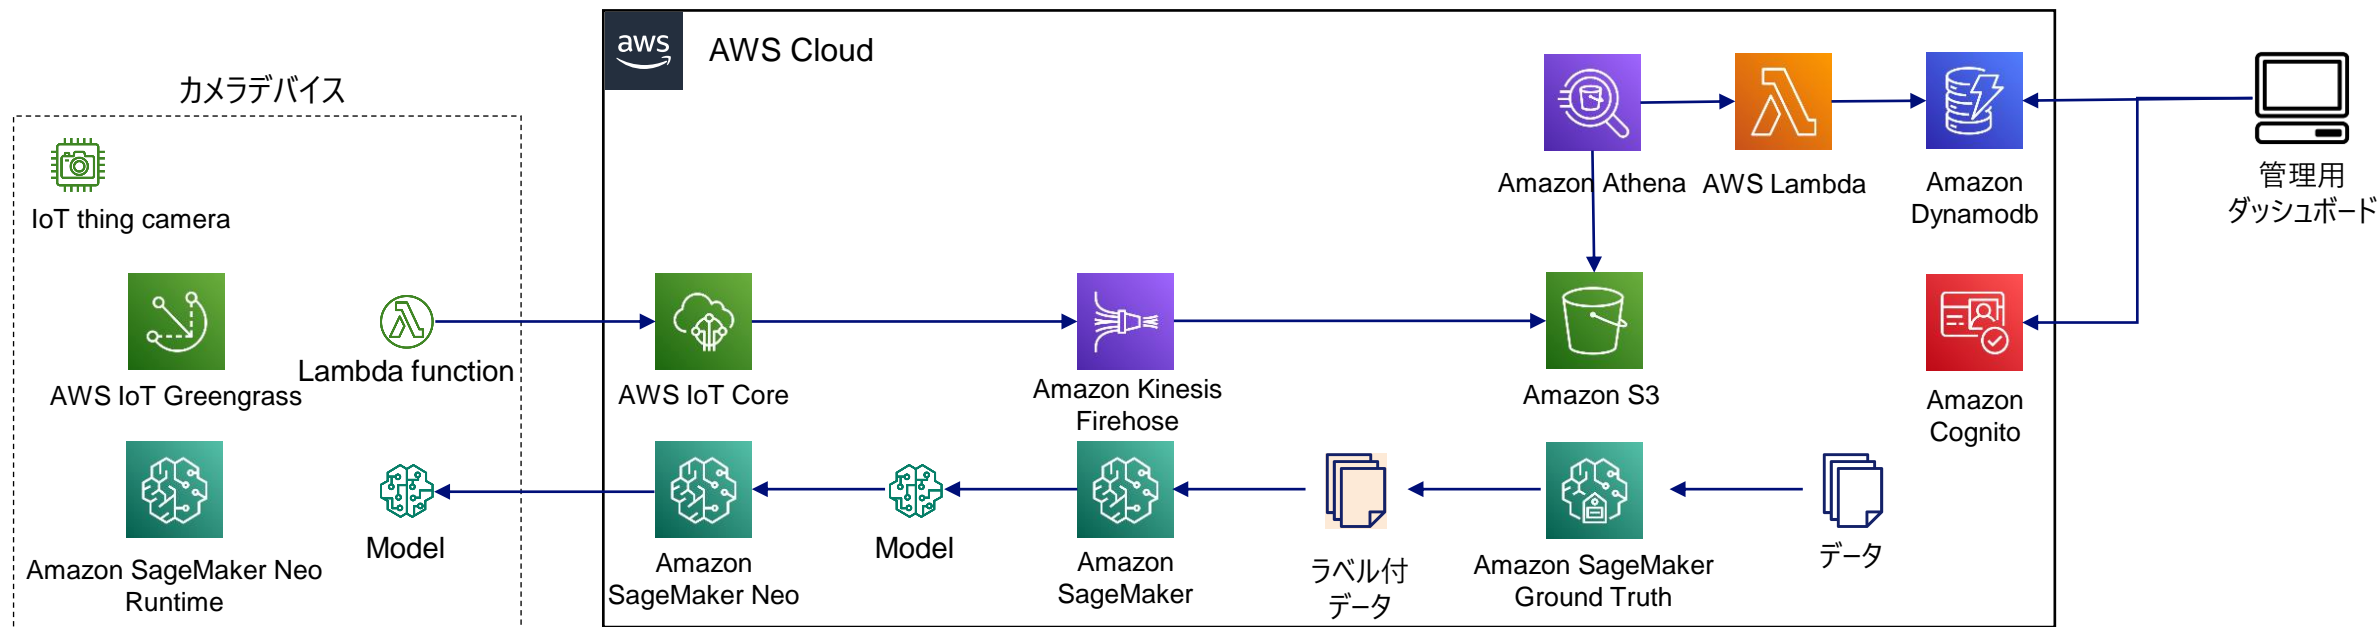 aws
AWS Cloud
カメラデバイス
IoT thing camera
Amazon Athena
AWS Lambda
Amazon
Dynamodb
管理用
ダッシュボード
AWS IoT Greengrass
Lambda function
AWS IoT Core
Amazon Kinesis
Firehose
Amazon S3
Amazon
Cognito
Amazon SageMaker Neo
Runtime
Model
Amazon
SageMaker Neo
Model
Amazon
SageMaker
ラベル付
データ
Amazon SageMaker
Ground Truth
データ